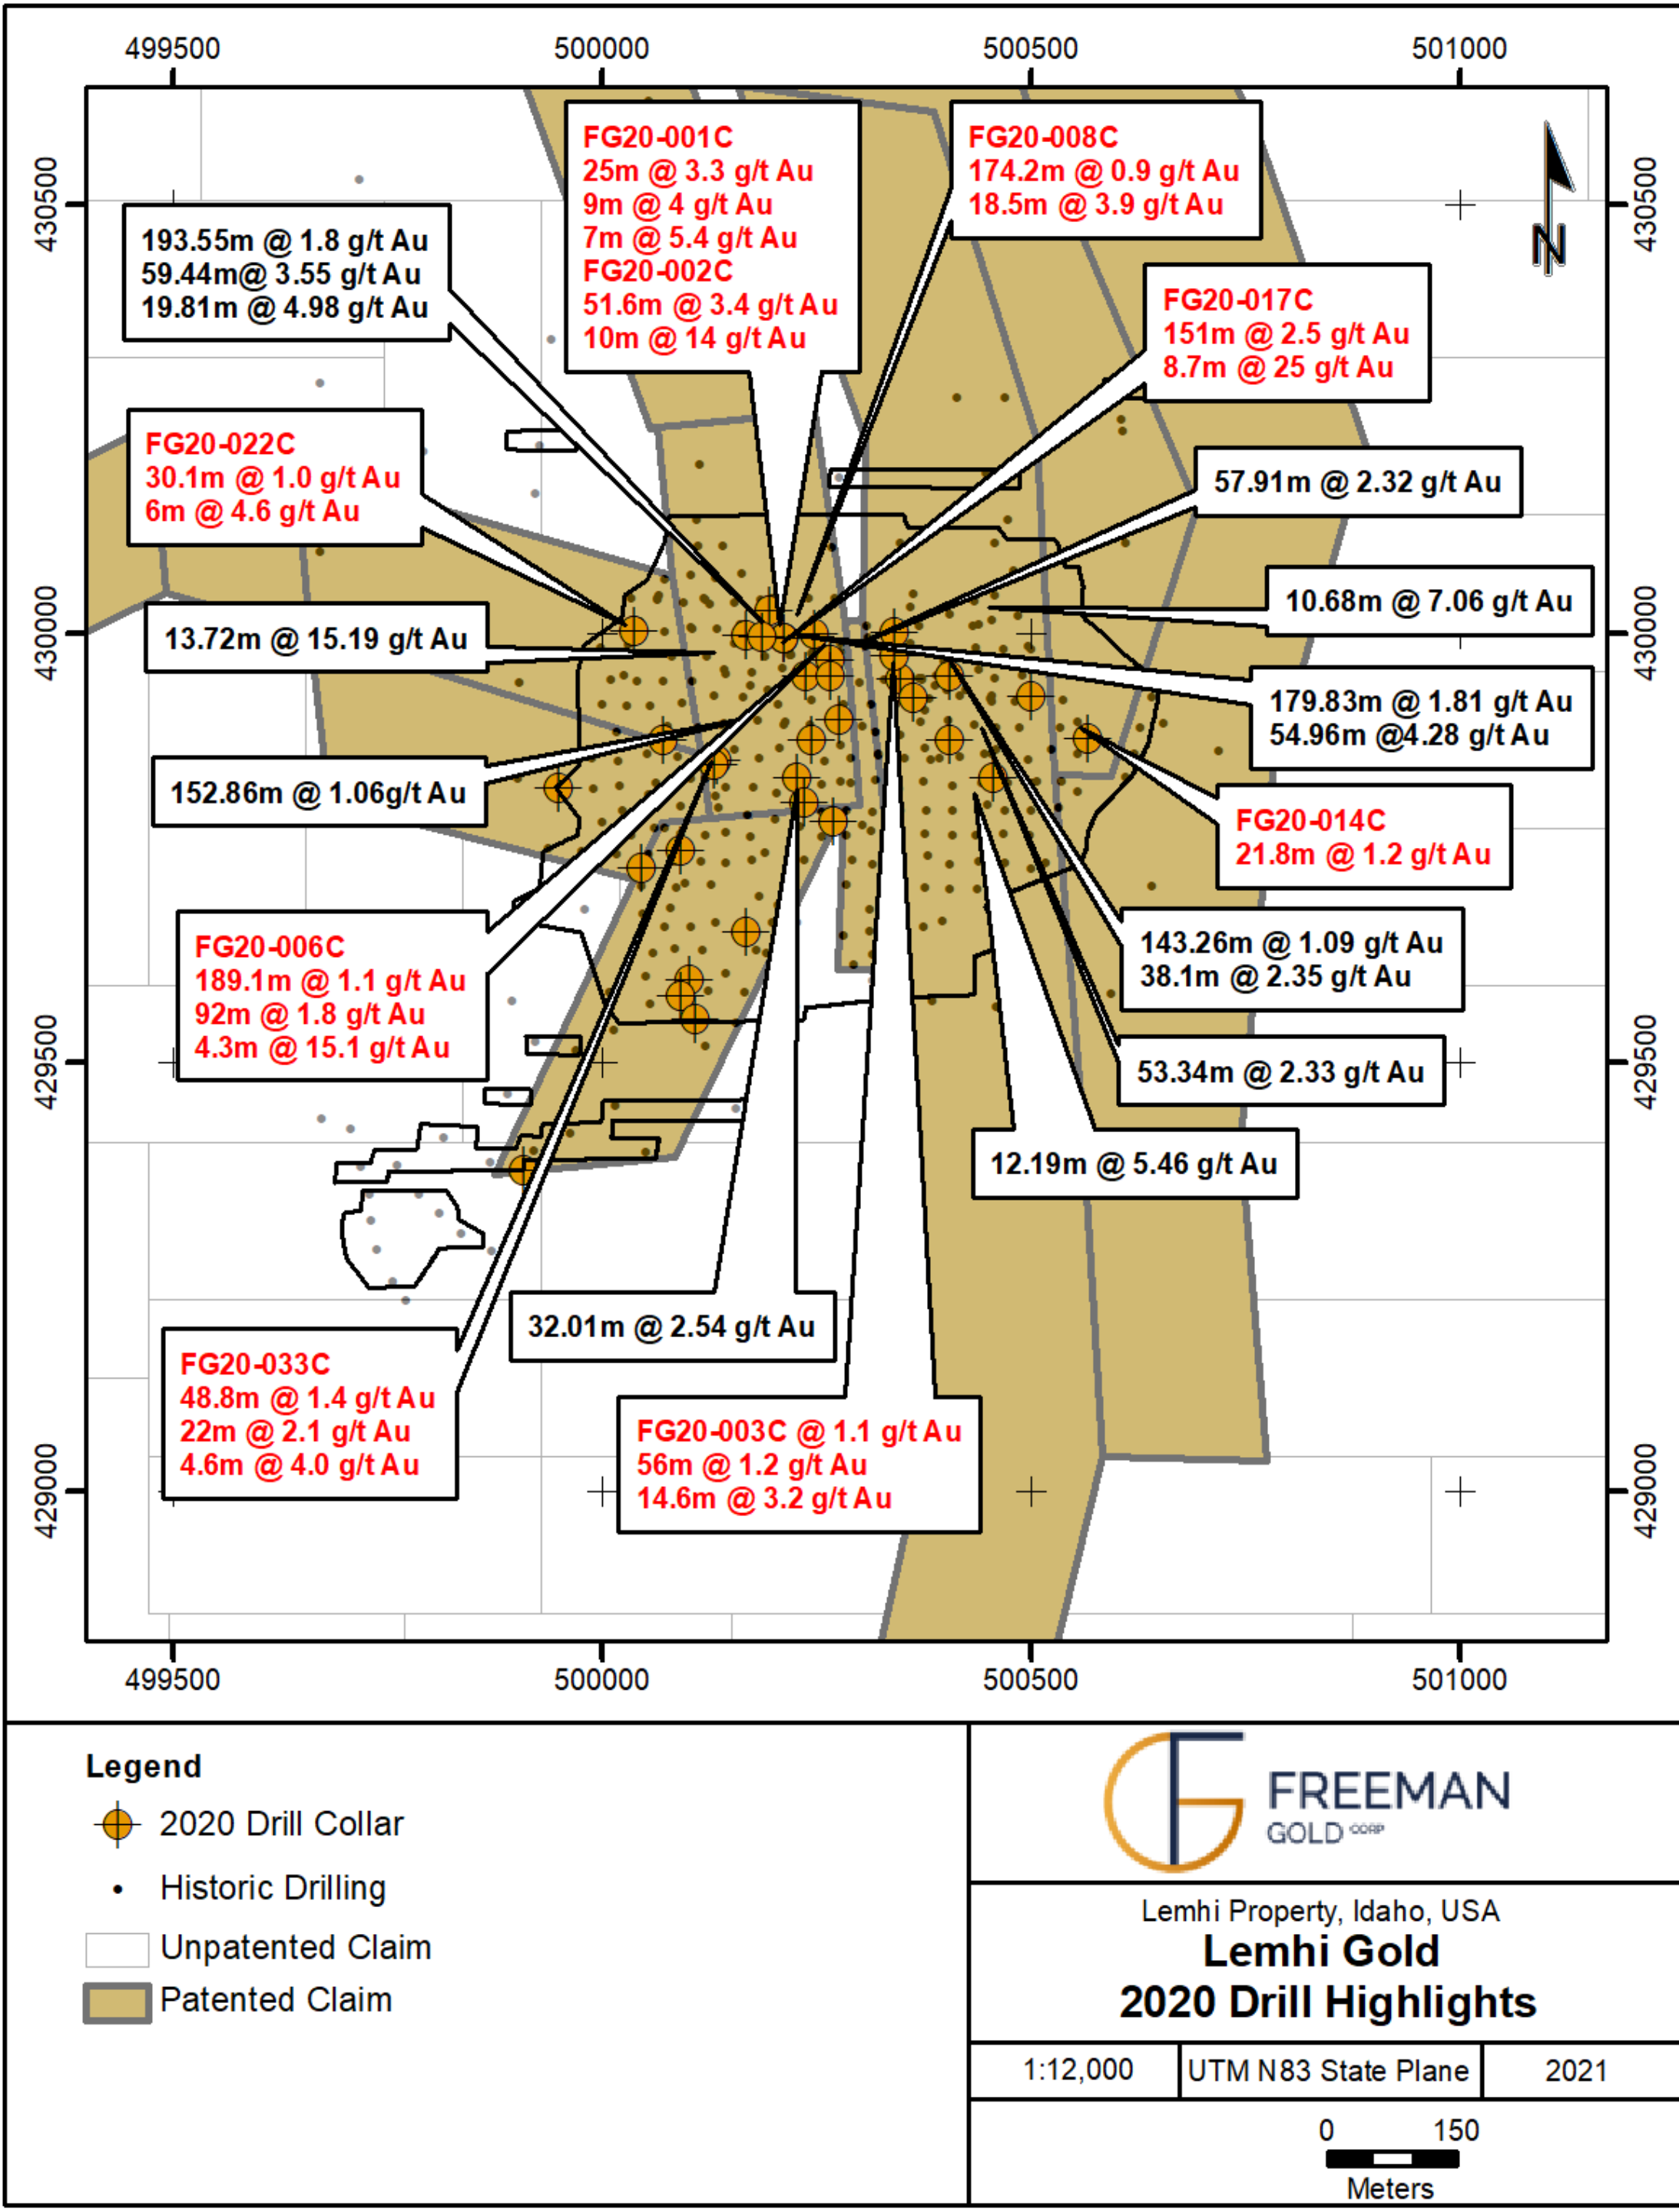 499500 500000 500500 501000
430500
430000
429500
429000
430500
430000
429500
429000
N
FG20-001C
25m @ 3.3 g/t Au
9m @ 4 g/t Au
7m @ 5.4 g/t Au
FG20-002C
51.6m @ 3.4 g/t Au
10m @ 14 g/t Au
FG20-008C
174.2m @ 0.9 g/t Au
18.5m @ 3.9 g/t Au
193.55m @ 1.8 g/t Au
59.44m@ 3.55 g/t Au
19.81m @ 4.98 g/t Au
FG20-017C
151m @ 2.5 g/t Au
8.7m @ 25 g/t Au
FG20-022C
30.1m @ 1.0 g/t Au
6m @ 4.6 g/t Au
57.91m @ 2.32 g/t Au
10.68m @ 7.06 g/t Au
13.72m @ 15.19 g/t Au
179.83m @ 1.81 g/t Au
54.96m @4.28 g/t Au
152.86m @ 1.06g/t Au
FG20-014C
21.8m @ 1.2 g/t Au
FG20-006C
189.1m @ 1.1 g/t Au
92m @ 1.8 g/t Au
4.3m @ 15.1 g/t Au
143.26m @ 1.09 g/t Au
38.1m @ 2.35 g/t Au
53.34m @ 2.33 g/t Au
12.19m @ 5.46 g/t Au
32.01m @ 2.54 g/t Au
FG20-033C
48.8m @ 1.4 g/t Au
22m @ 2.1 g/t Au
4.6m @ 4.0 g/t Au
FG20-003C @ 1.1 g/t Au
56m @ 1.2 g/t Au
14.6m @ 3.2 g/t Au
499500 500000 500500 501000
Legend
2020 Drill Collar
Historic Drilling
Unpatented Claim
Patented Claim
FREEMAN
GOLD CORP
Lemhi Property, Idaho, USA
Lemhi Gold
2020 Drill Highlights
1:12,000 UTM N83 State Plane 2021
0 150
Meters